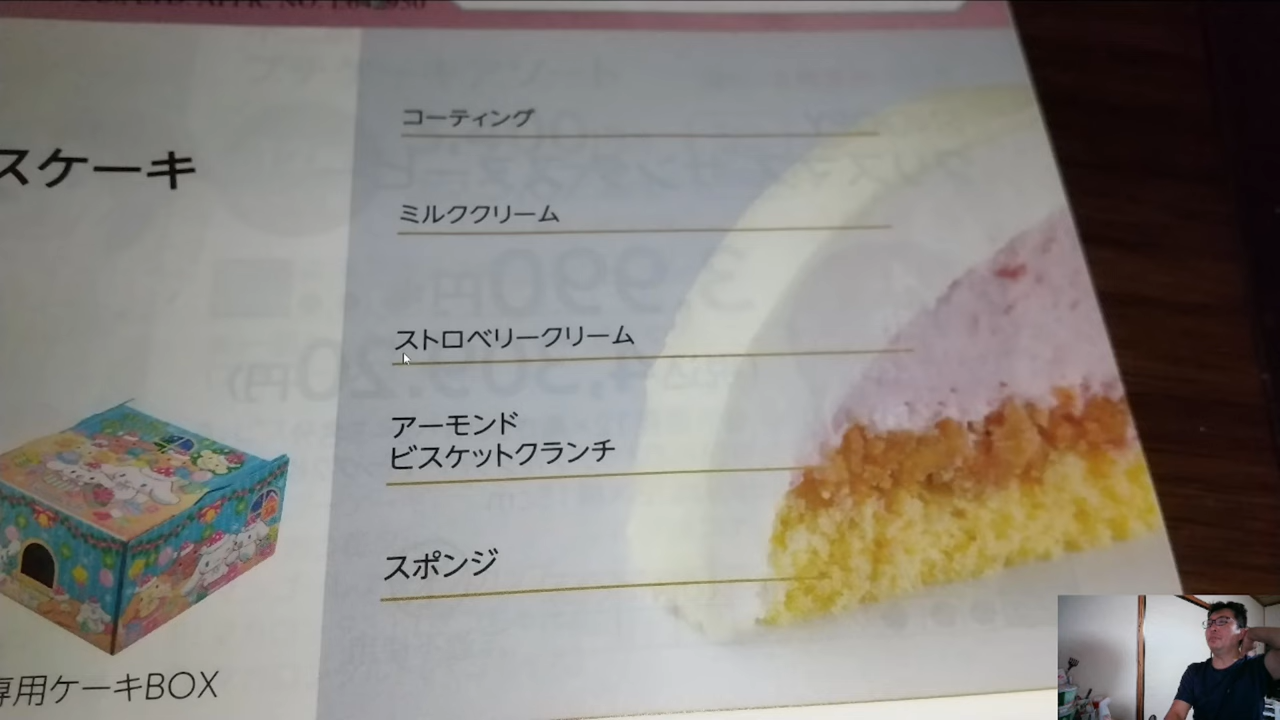 スケーキ
コーティング
ミルククリーム
ストロベリークリーム
アーモンド
ビスケットクランチ
スポンジ
専用ケーキBOX